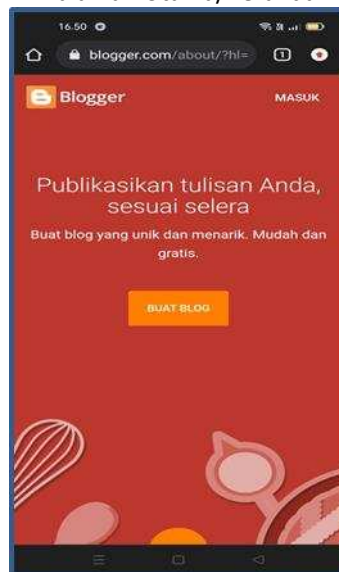 16.50
blogger.com/about/?hl=
1
Blogger
MASUK
Publikasikan tulisan Anda,
sesuai selera
Buat blog yang unik dan menarik. Mudah dan
gratis.
BUAT BLOG